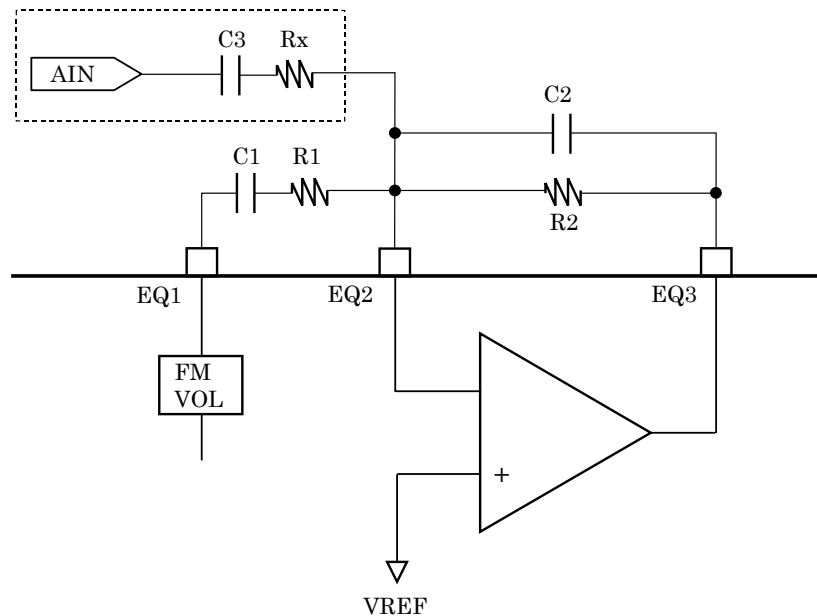 C3
Rx
AIN
C2
C1
R1
R2
EQ1
EQ2
EQ3
FM
VOL
+
VREF